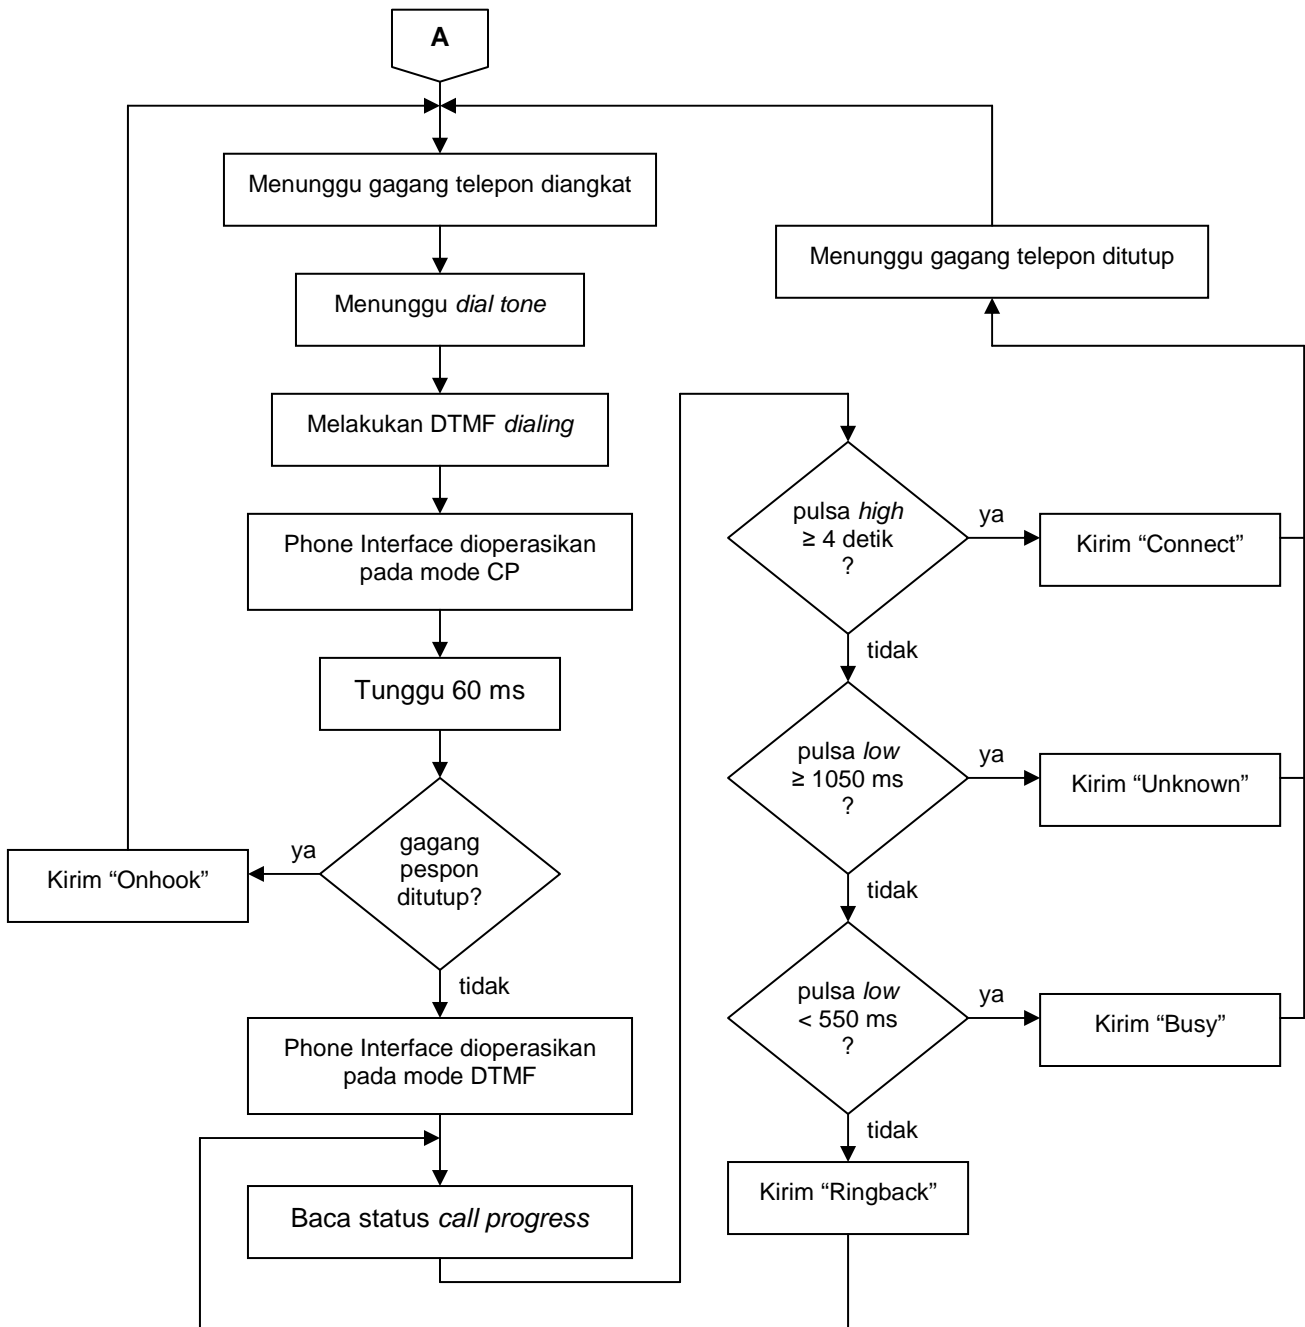 A
Menunggu gagang telepon diangkat
Menunggu dial tone
Melakukan DTMF dialing
Phone Interface dioperasikan
pada mode CP
Tunggu 60 ms
gagang
pespon
ditutup?
ya
Kirim “Onhook”
tidak
Phone Interface dioperasikan
pada mode DTMF
Baca status call progress
pulsa high
≥ 4 detik
?
ya
Kirim “Connect”
tidak
pulsa low
≥ 1050 ms
?
ya
Kirim “Unknown”
tidak
pulsa low
< 550 ms
?
ya
Kirim “Busy”
tidak
Kirim “Ringback”
Menunggu gagang telepon ditutup